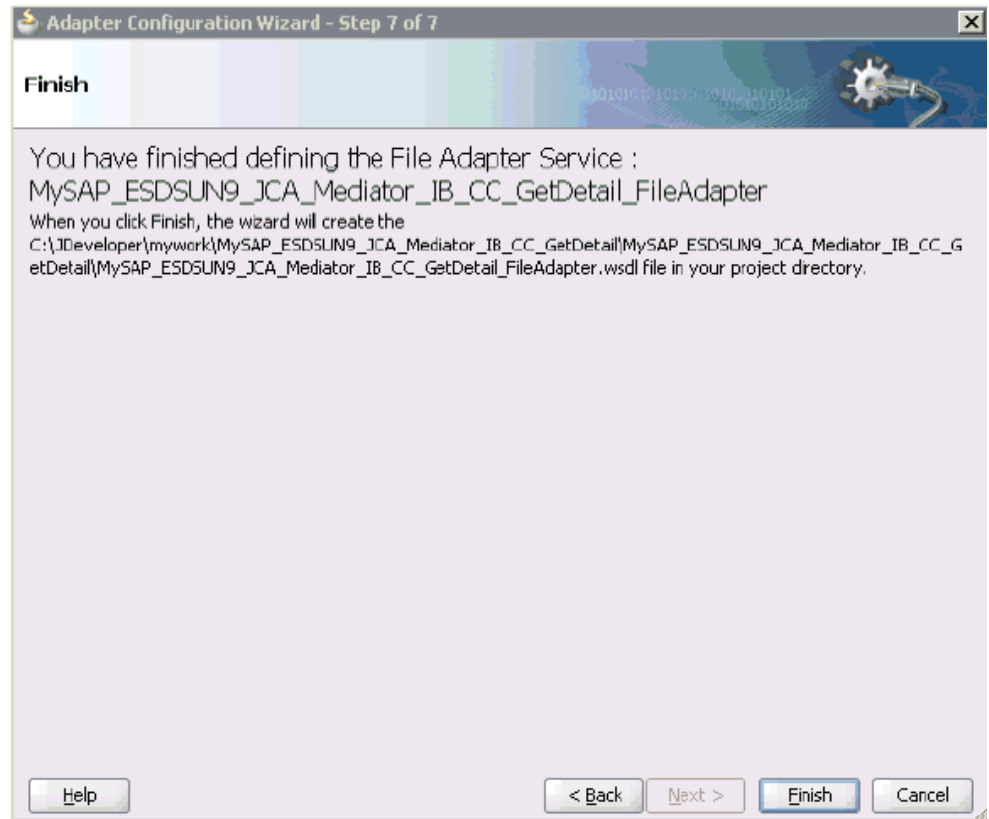 Adapter Configuration Wizard - Step 7 of 7
Finish
You have finished defining the File Adapter Service :
MySAP_ESDSUN9_JCA_Mediator_IB_CC_GetDetail_FileAdapter
When you click Finish, the wizard will create the
C:\JDeveloper\mywork\MySAP_ESDSUN9_JCA_Mediator_IB_CC_GetDetail\MySAP_ESDSUN9_JCA_Mediator_IB_CC_G
etDetail\MySAP_ESDSUN9_JCA_Mediator_IB_CC_GetDetail_FileAdapter.wsdl file in your project directory.
Help
< Back
Next >
Finish
Cancel